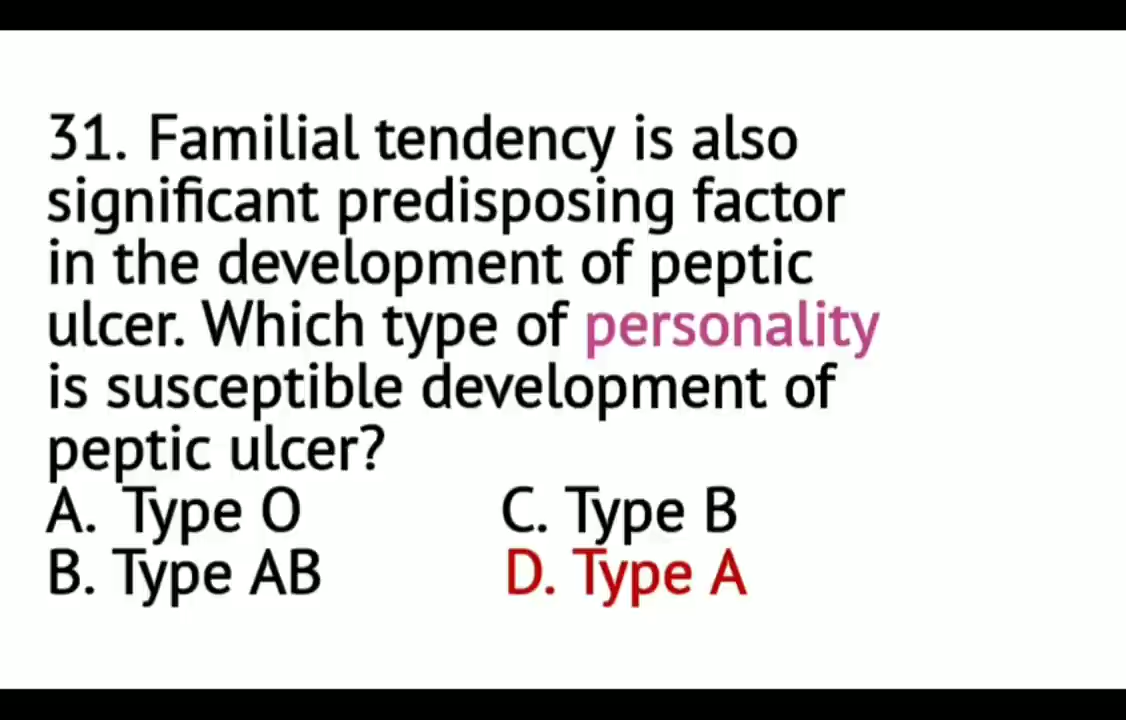 31. Familial tendency is also
significant predisposing factor
in the development of peptic
ulcer. Which type of personality
is susceptible development of
peptic ulcer?
A. Type O C. Type B
B. Type AB D. Type A